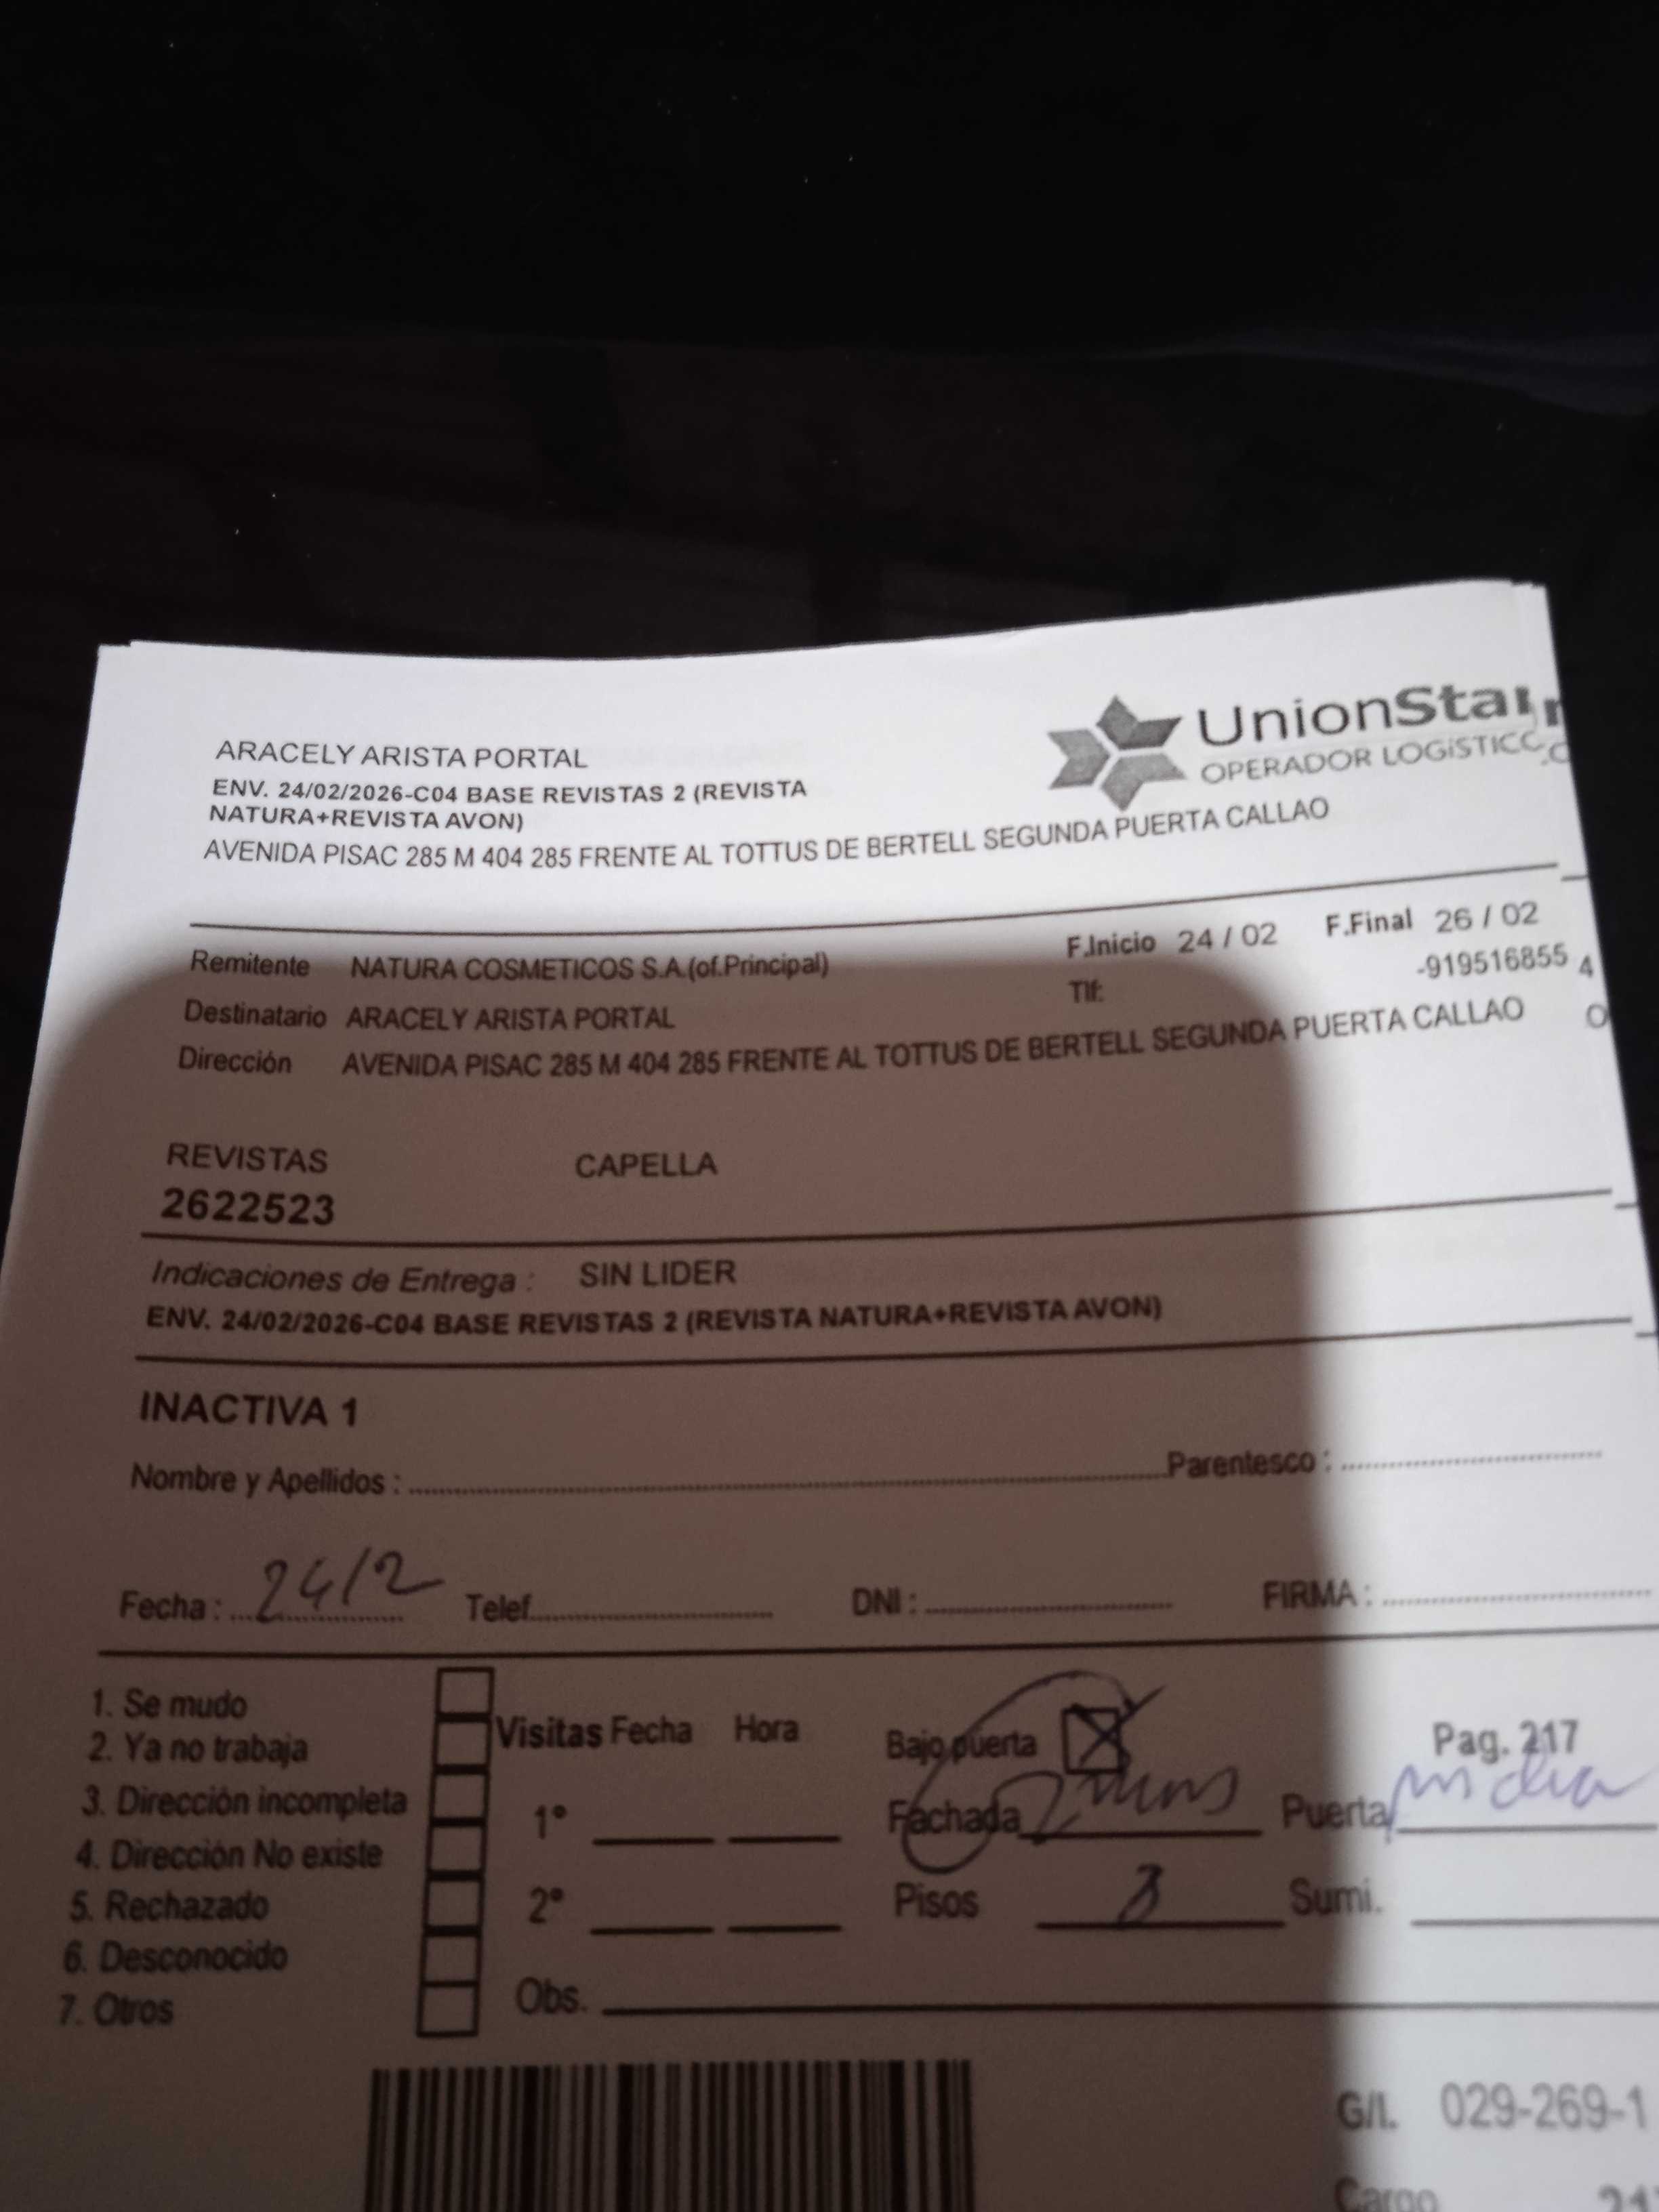 ARACELY ARISTA PORTAL
ENV. 24/02/2026-C04 BASE REVISTAS 2 (REVISTA
NATURA+REVISTA AVON)
AVENIDA PISAC 285 M 404 285 FRENTE AL TOTTUS DE BERTELL SEGUNDA PUERTA CALLAO
UnionStar
OPERADOR LOGíSTICO
Remitente NATURA COSMETICOS S.A.(of.Principal) F.Inicio 24 / 02 F.Final 26 / 02
Tlf: -919516855 4
Destinatario ARACELY ARISTA PORTAL
Dirección AVENIDA PISAC 285 M 404 285 FRENTE AL TOTTUS DE BERTELL SEGUNDA PUERTA CALLAO O
REVISTAS CAPELLA
2622523
Indicaciones de Entrega : SIN LIDER
ENV. 24/02/2026-C04 BASE REVISTAS 2 (REVISTA NATURA+REVISTA AVON)
INACTIVA 1
Nombre y Apellidos : Parentesco :
Fecha : 24/2 Telef DNI : FIRMA :
1. Se mudo
2. Ya no trabaja
3. Dirección incompleta
4. Dirección No existe
5. Rechazado
6. Desconocido
7. Otros
Visitas Fecha Hora
1º
2º
Obs.
Bajo puerta
Fachada
Pisos 3
Pag. 217
Puerta
Sumi.
G/I. 029-269-1
Cargo